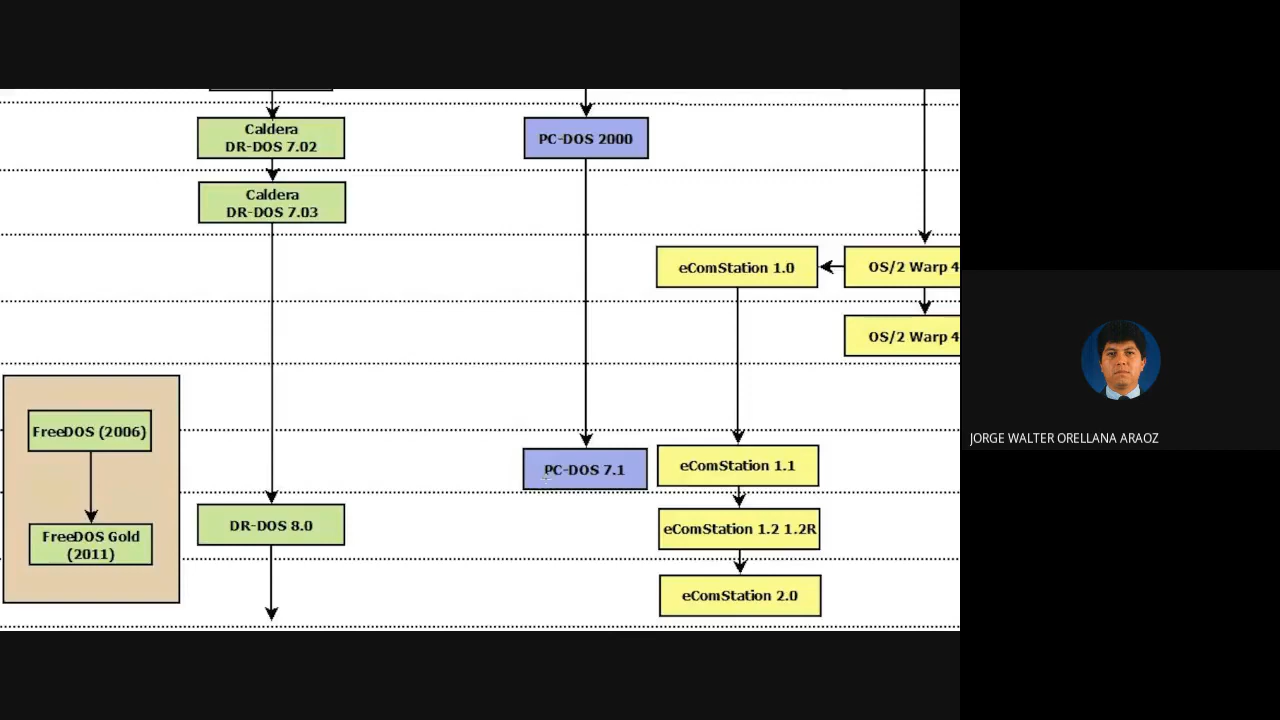 Caldera
DR-DOS 7.02
PC-DOS 2000
Caldera
DR-DOS 7.03
eComStation 1.0
OS/2 Warp 4
OS/2 Warp 4
FreeDOS (2006)
JORGE WALTER ORELLANA ARAOZ
PC-DOS 7.1
eComStation 1.1
DR-DOS 8.0
eComStation 1.2 1.2R
FreeDOS Gold
(2011)
eComStation 2.0